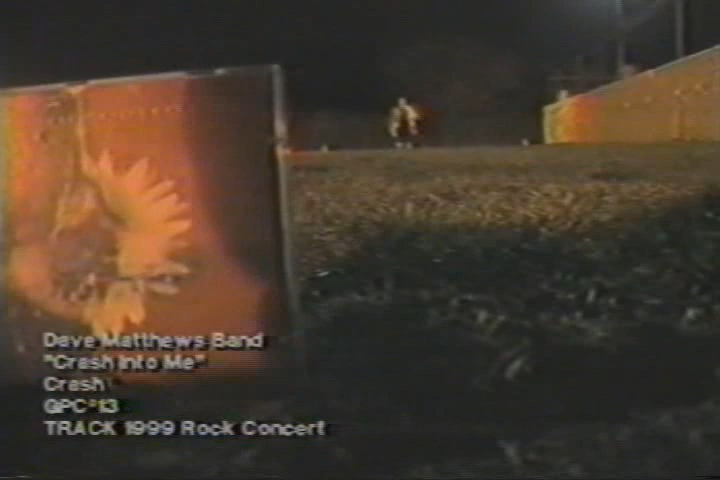 Dave Matthews Band
"Crash Into Me"
Crash
GPC*13
TRACK 1999 Rock Concert